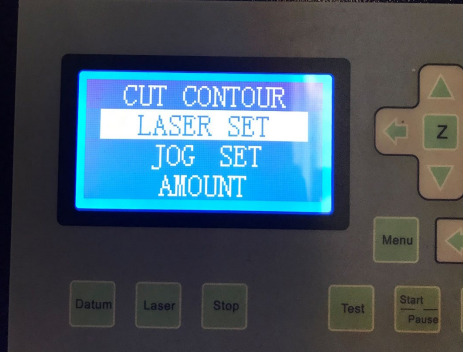 CUT CONTOUR
LASER SET
JOG SET
AMOUNT
Z
Menu
Datum
Laser
Stop
Test
Start
Pause